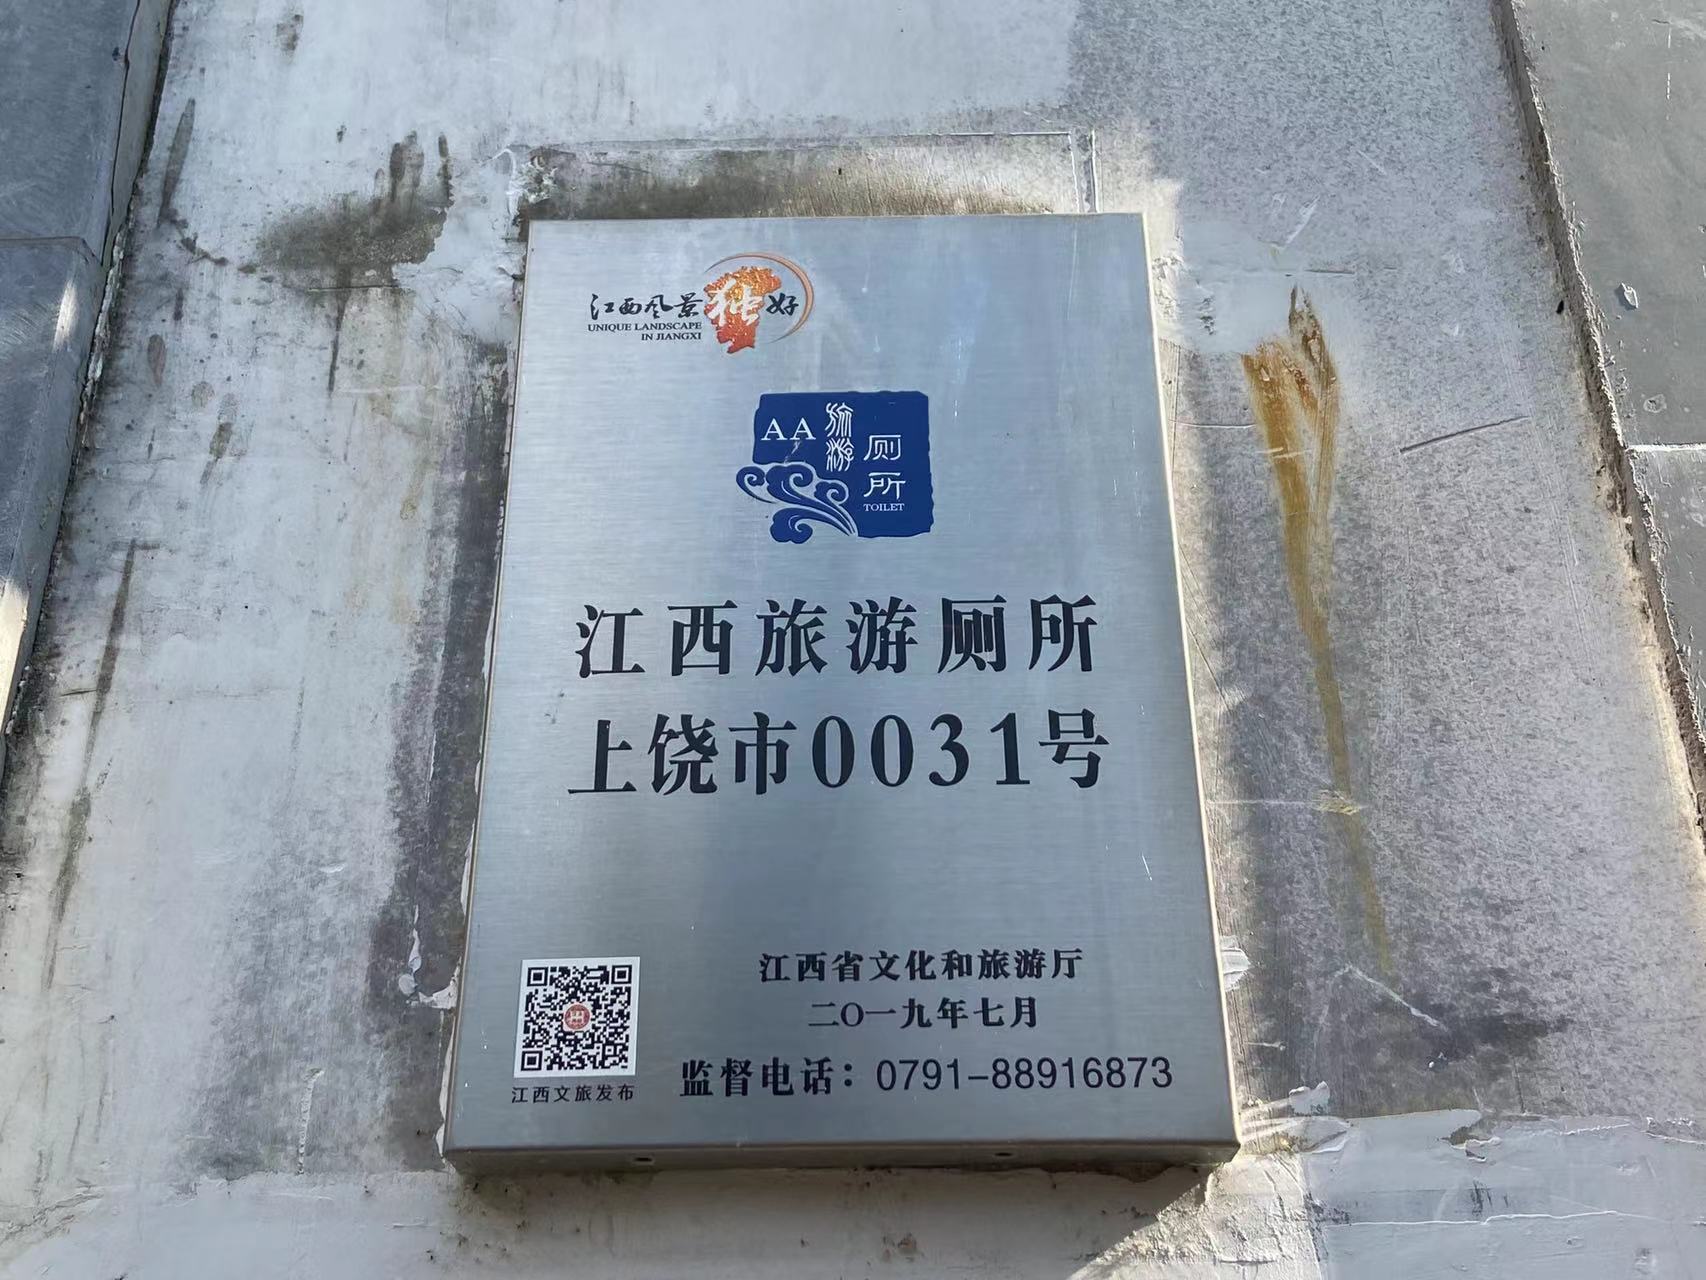 江西风景独好
UNIQUE LANDSCAPE
IN JIANGXI
AA
旅游
厕所
TOILET
江西旅游厕所
上饶市0031号
江西省文化和旅游厅
二〇一九年七月
监督电话：0791-88916873
江西文旅发布